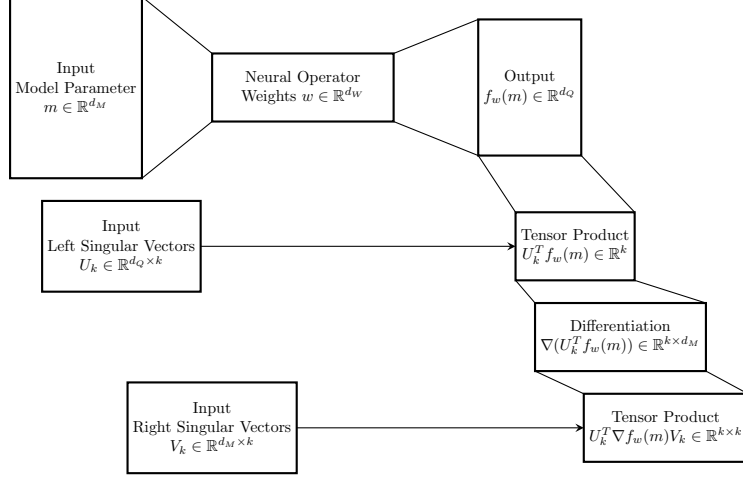 Input
Model Parameter
m ∈ ℝ^{d_M}
Neural Operator
Weights w ∈ ℝ^{d_W}
Output
f_w(m) ∈ ℝ^{d_Q}
Input
Left Singular Vectors
U_k ∈ ℝ^{d_Q×k}
Tensor Product
U_k^T f_w(m) ∈ ℝ^k
Differentiation
∇(U_k^T f_w(m)) ∈ ℝ^{k×d_M}
Input
Right Singular Vectors
V_k ∈ ℝ^{d_M×k}
Tensor Product
U_k^T ∇f_w(m)V_k ∈ ℝ^{k×k}